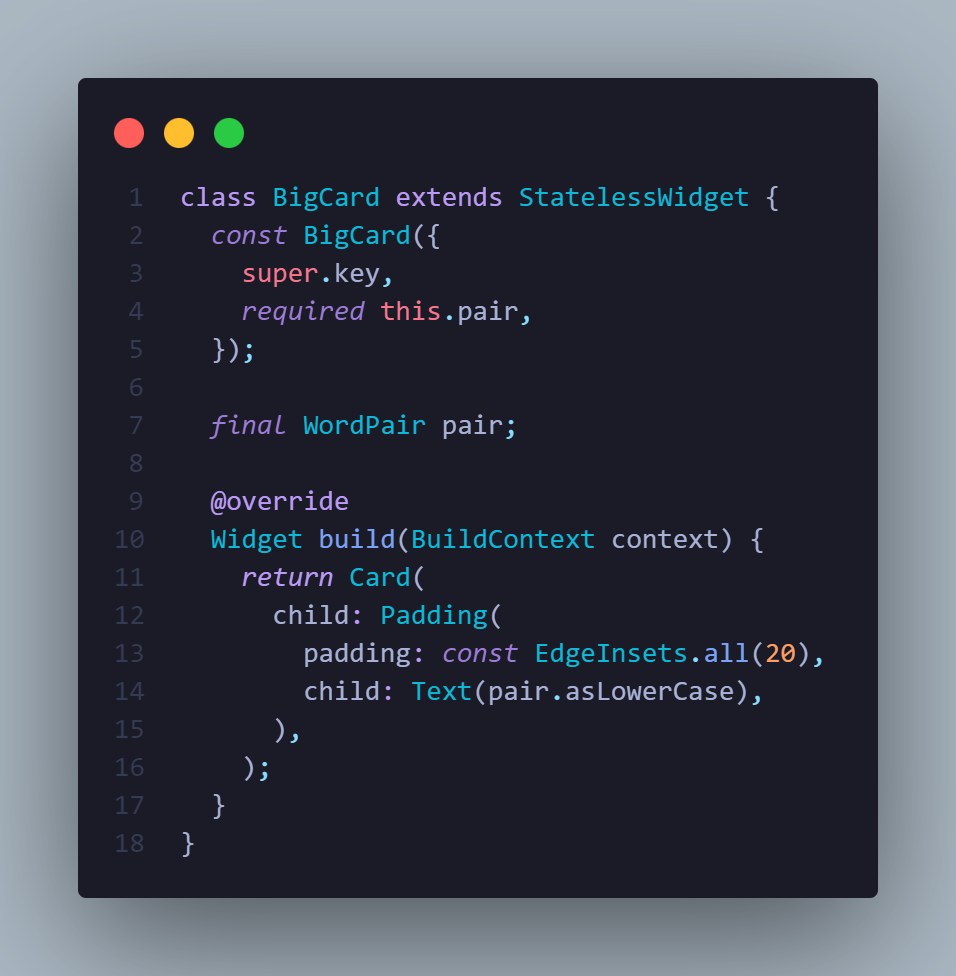 1 class BigCard extends StatelessWidget {
2   const BigCard({
3     super.key,
4     required this.pair,
5   });
6
7   final WordPair pair;
8
9   @override
10   Widget build(BuildContext context) {
11     return Card(
12       child: Padding(
13         padding: const EdgeInsets.all(20),
14         child: Text(pair.asLowerCase),
15       ),
16     );
17   }
18 }